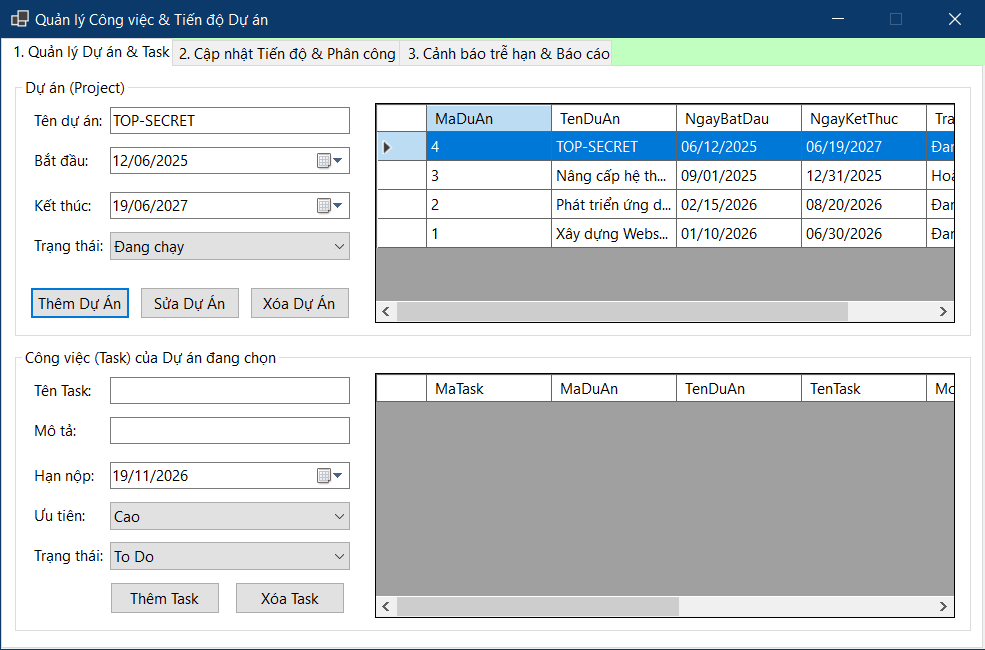 Quản lý Công việc & Tiến độ Dự án
1. Quản lý Dự án & Task 2. Cập nhật Tiến độ & Phân công 3. Cảnh báo trễ hạn & Báo cáo
Dự án (Project)
Tên dự án: TOP-SECRET
Bắt đầu: 12/06/2025
Kết thúc: 19/06/2027
Trạng thái: Đang chạy
Thêm Dự Án Sửa Dự Án Xóa Dự Án
MaDuAn TenDuAn NgayBatDau NgayKetThuc Tra
4 TOP-SECRET 06/12/2025 06/19/2027 Đar
3 Nâng cấp hệ th... 09/01/2025 12/31/2025 Hoà
2 Phát triển ứng d... 02/15/2026 08/20/2026 Đar
1 Xây dựng Webs... 01/10/2026 06/30/2026 Đar
Công việc (Task) của Dự án đang chọn
Tên Task:
Mô tả:
Hạn nộp: 19/11/2026
Ưu tiên: Cao
Trạng thái: To Do
Thêm Task Xóa Task
MaTask MaDuAn TenDuAn TenTask Mo